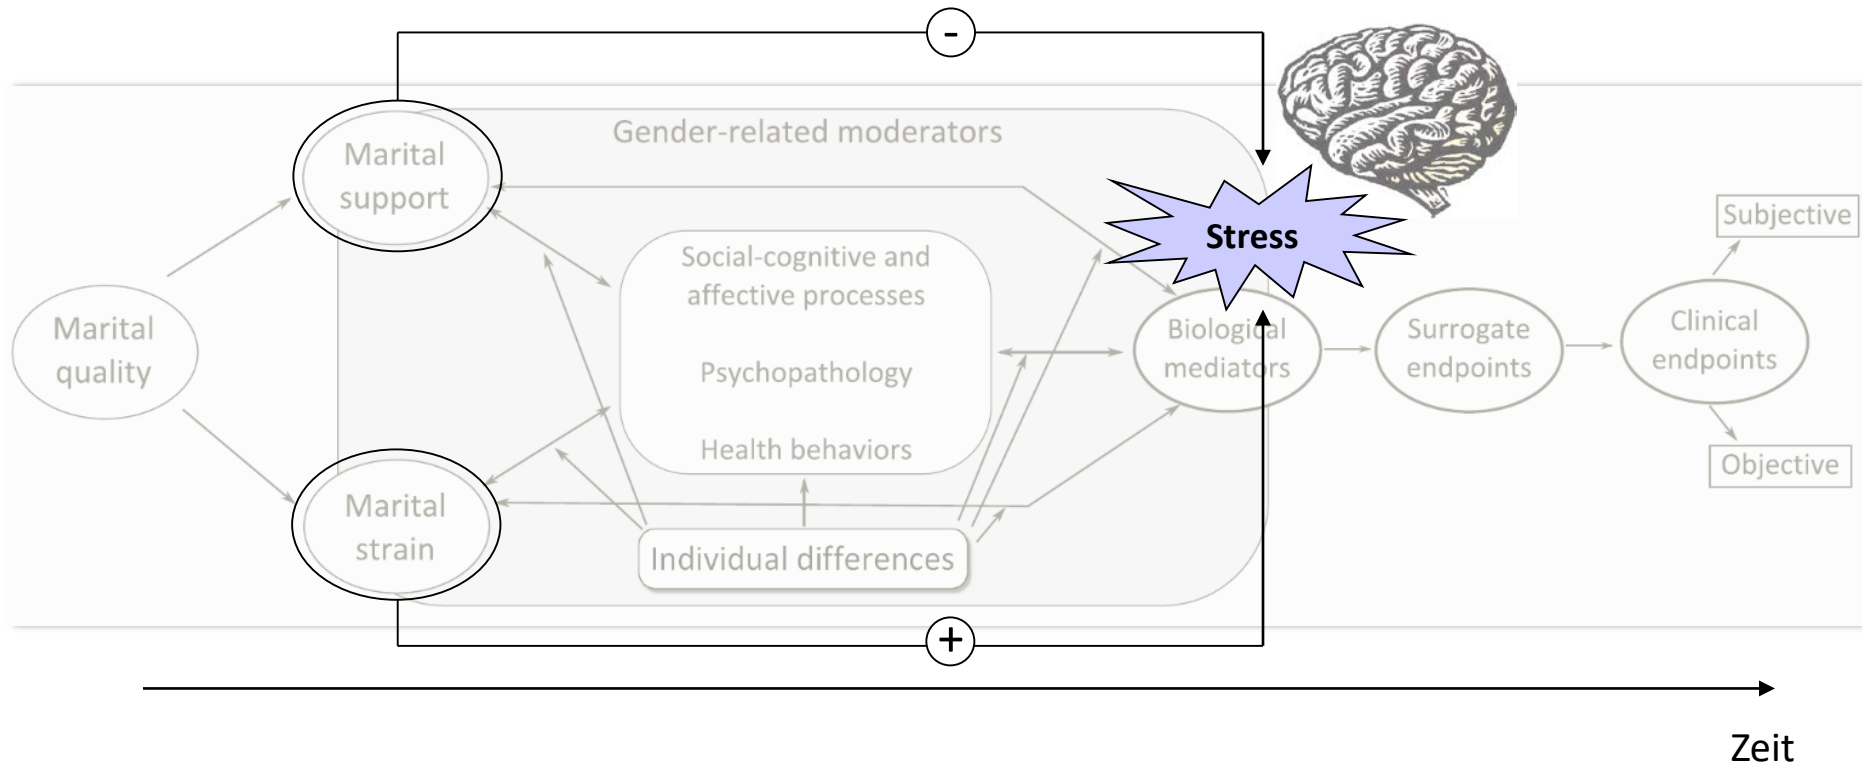 -
Gender-related moderators
Marital
support
Stress
Subjective
Social-cognitive and
affective processes
Marital
quality
Psychopathology
Biological
mediators
Surrogate
endpoints
Clinical
endpoints
Health behaviors
Objective
Marital
strain
Individual differences
+
Zeit